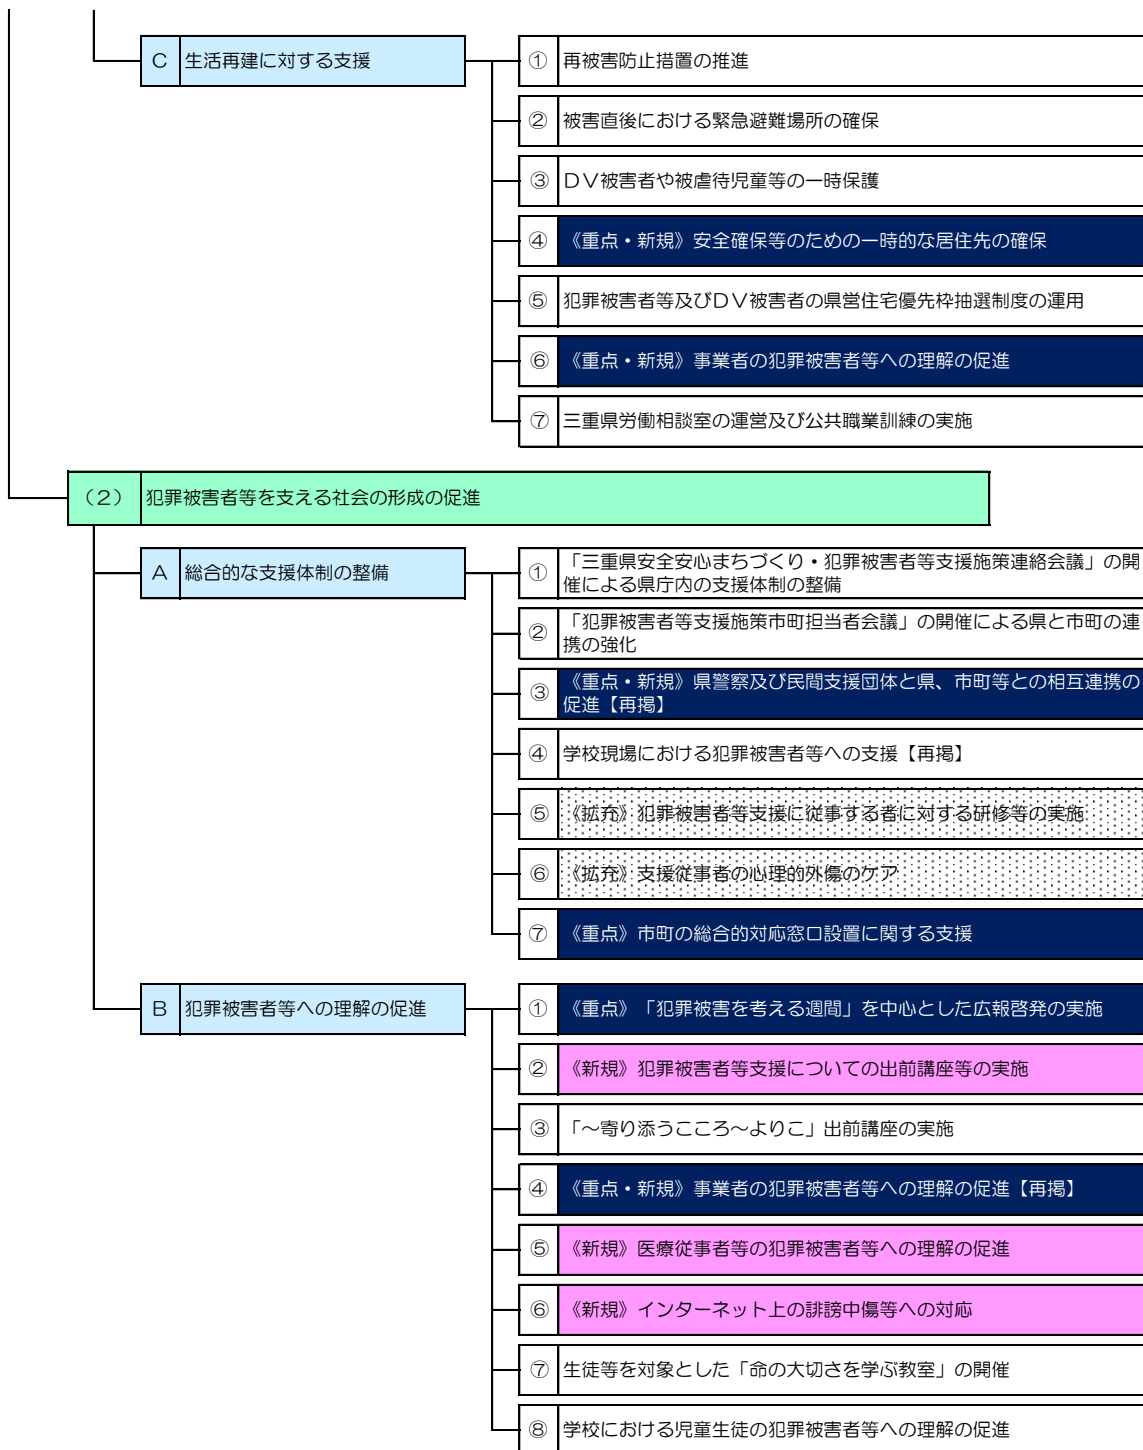 C 生活再建に対する支援
① 再被害防止措置の推進
② 被害直後における緊急避難場所の確保
③ DV被害者や被虐待児童等の一時保護
④ 《重点・新規》安全確保等のための一時的な居住先の確保
⑤ 犯罪被害者等及びDV被害者の県営住宅優先枠抽選制度の運用
⑥ 《重点・新規》事業者の犯罪被害者等への理解の促進
⑦ 三重県労働相談室の運営及び公共職業訓練の実施
(2) 犯罪被害者等を支える社会の形成の促進
A 総合的な支援体制の整備
① 「三重県安全安心まちづくり・犯罪被害者等支援施策連絡会議」の開
催による県庁内の支援体制の整備
② 「犯罪被害者等支援施策市町担当者会議」の開催による県と市町の連
携の強化
③ 《重点・新規》県警察及び民間支援団体と県、市町等との相互連携の
促進【再掲】
④ 学校現場における犯罪被害者等への支援【再掲】
⑤ 《拡充》犯罪被害者等支援に従事する者に対する研修等の実施
⑥ 《拡充》支援従事者の心理的外傷のケア
⑦ 《重点》市町の総合的対応窓口設置に関する支援
B 犯罪被害者等への理解の促進
① 《重点》「犯罪被害を考える週間」を中心とした広報啓発の実施
② 《新規》犯罪被害者等支援についての出前講座等の実施
③ 「～寄り添うこころ～よりこ」出前講座の実施
④ 《重点・新規》事業者の犯罪被害者等への理解の促進【再掲】
⑤ 《新規》医療従事者等の犯罪被害者等への理解の促進
⑥ 《新規》インターネット上の誹謗中傷等への対応
⑦ 生徒等を対象とした「命の大切さを学ぶ教室」の開催
⑧ 学校における児童生徒の犯罪被害者等への理解の促進